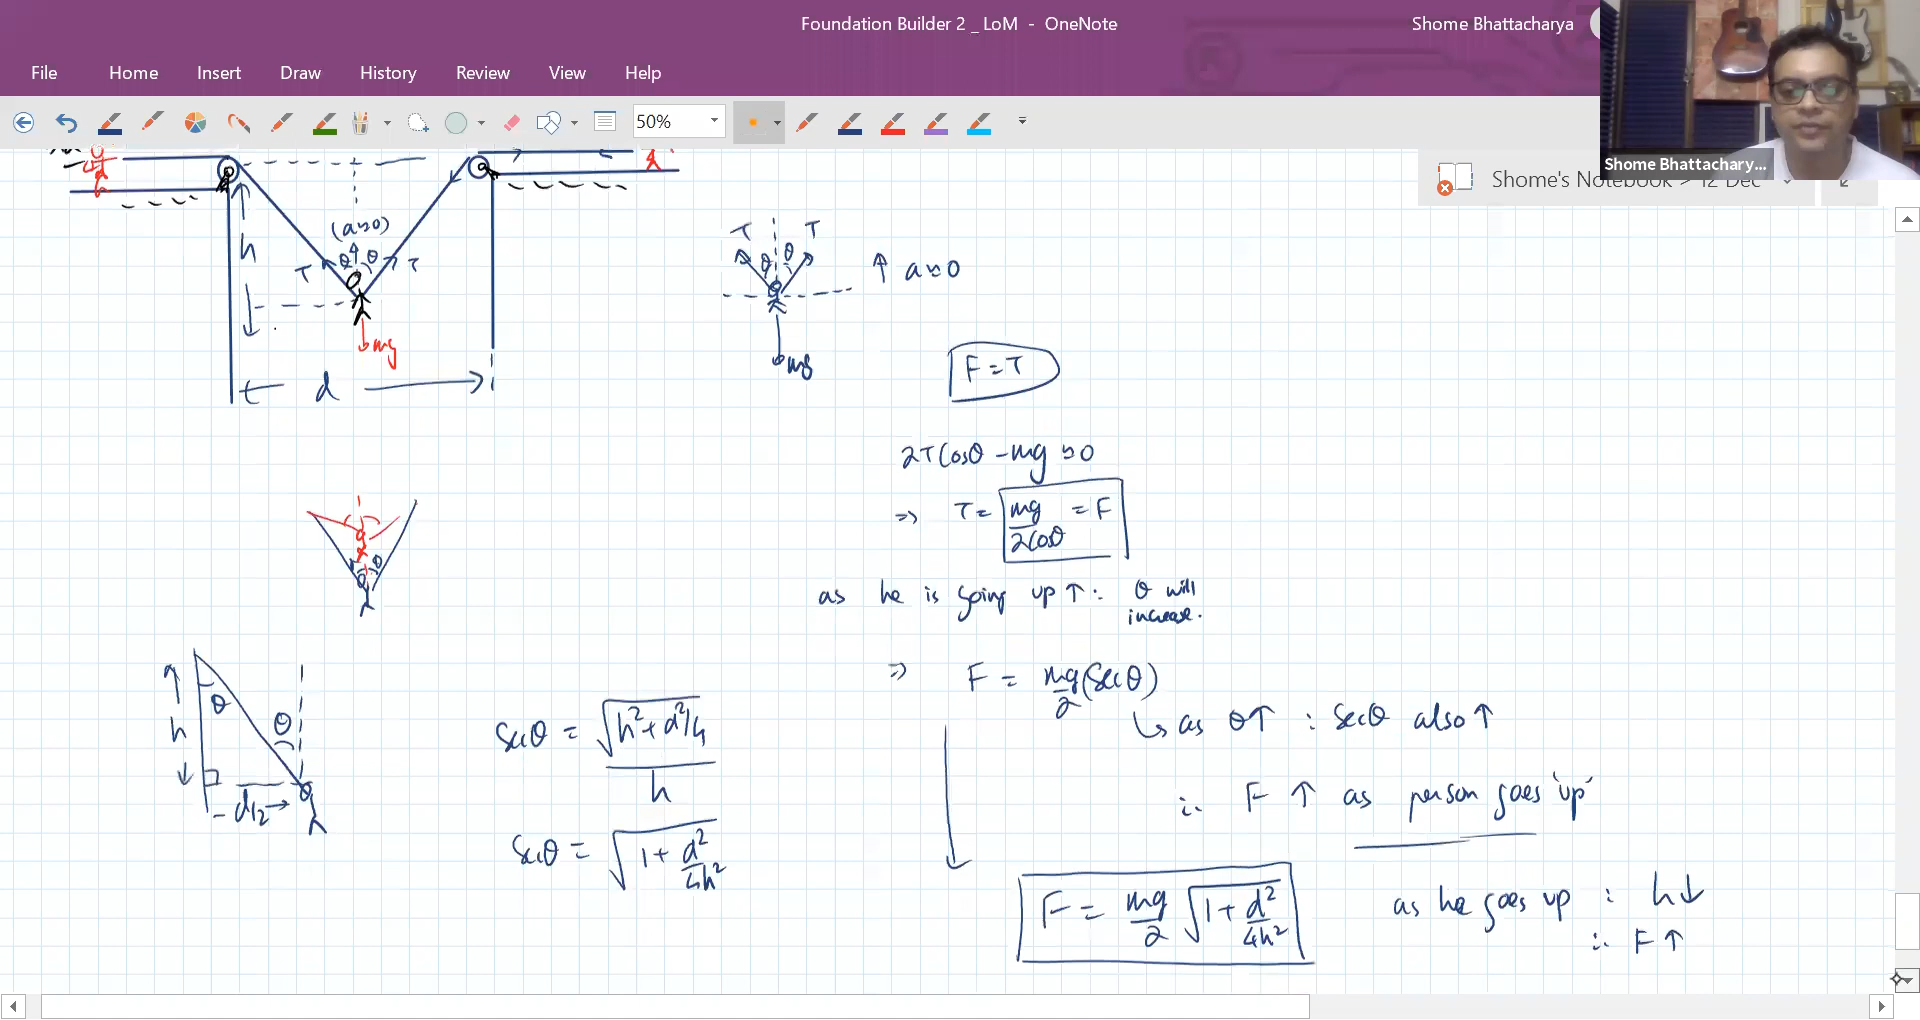 Foundation Builder 2 _ LoM - OneNote
Shome Bhattacharya
File Home Insert Draw History Review View Help
50%
Shome Bhattachary...
Shome's Notebook > 12 Dec
h
(a≈0)
T θ θ T
mg
d
T T
θ θ
↑ a≈0
mg
F = T
2TCosθ - mg ≈ 0
⇒ T = mg/2Cosθ = F
as he is going up ↑ : θ will increase.
θ θ
⇒ F = mg/2 (Secθ)
↳ as θ↑ : Secθ also ↑
∴ F ↑ as person goes 'up'
h
θ
θ
d/2
Secθ = √(h²+d²/4)/h
Secθ = √(1+d²/4h²)
F = mg/2 √(1+d²/4h²)
as he goes up : h↓
∴ F↑